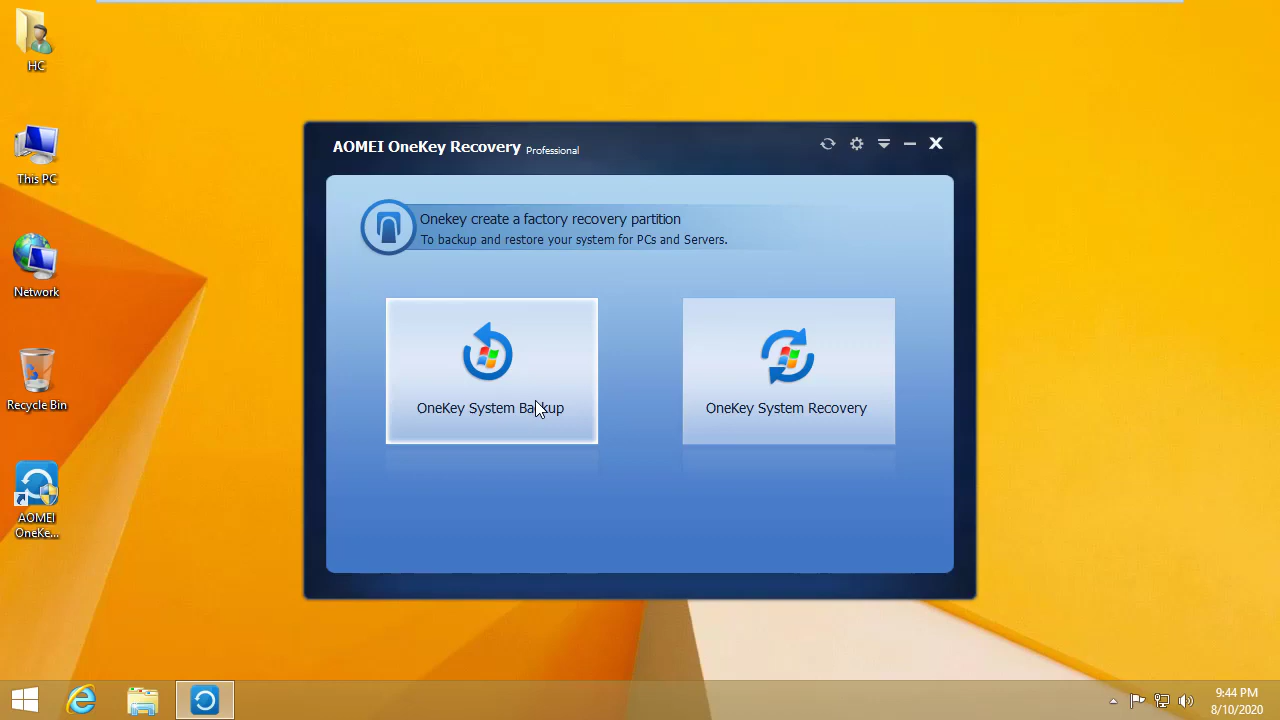 HC
This PC
Network
Recycle Bin
AOMEI
OneKe...
AOMEI OneKey Recovery Professional
Onekey create a factory recovery partition
To backup and restore your system for PCs and Servers.
OneKey System Backup
OneKey System Recovery
9:44 PM
8/10/2020